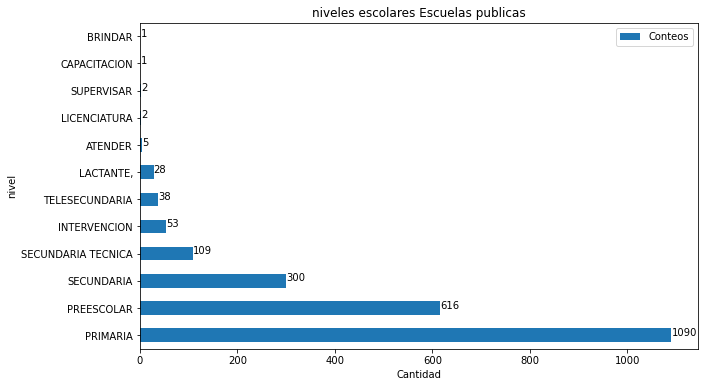 niveles escolares Escuelas publicas
Conteos
nivel
BRINDAR 1
CAPACITACION 1
SUPERVISAR 2
LICENCIATURA 2
ATENDER 5
LACTANTE, 28
TELESECUNDARIA 38
INTERVENCION 53
SECUNDARIA TECNICA 109
SECUNDARIA 300
PREESCOLAR 616
PRIMARIA 1090
0 200 400 600 800 1000
Cantidad